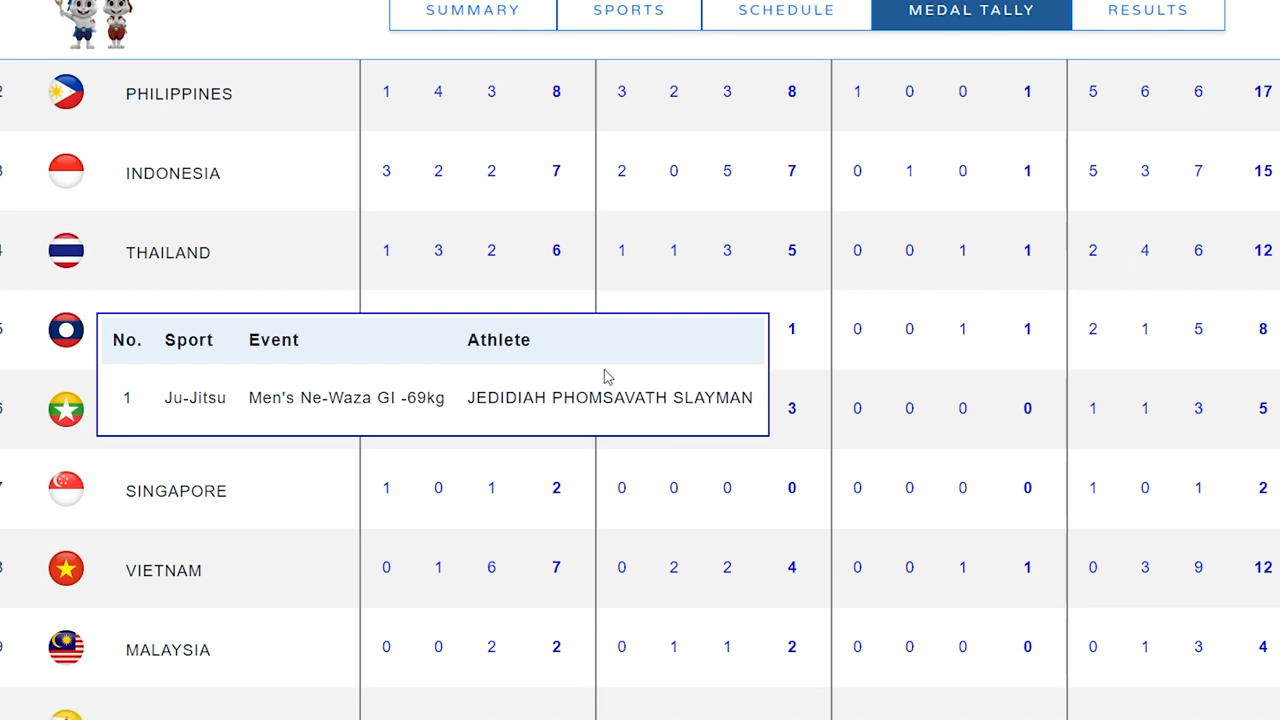 SUMMARY SPORTS SCHEDULE MEDAL TALLY RESULTS
PHILIPPINES 1 4 3 8 3 2 3 8 1 0 0 1 5 6 6 17
INDONESIA 3 2 2 7 2 0 5 7 0 1 0 1 5 3 7 15
THAILAND 1 3 2 6 1 1 3 5 0 0 1 1 2 4 6 12
1 0 0 1 1 2 1 5 8
No. Sport Event Athlete
1 Ju-Jitsu Men's Ne-Waza GI -69kg JEDIDIAH PHOMSAVATH SLAYMAN
3 0 0 0 0 1 1 3 5
SINGAPORE 1 0 1 2 0 0 0 0 0 0 0 0 1 0 1 2
VIETNAM 0 1 6 7 0 2 2 4 0 0 1 1 0 3 9 12
MALAYSIA 0 0 2 2 0 1 1 2 0 0 0 0 0 1 3 4